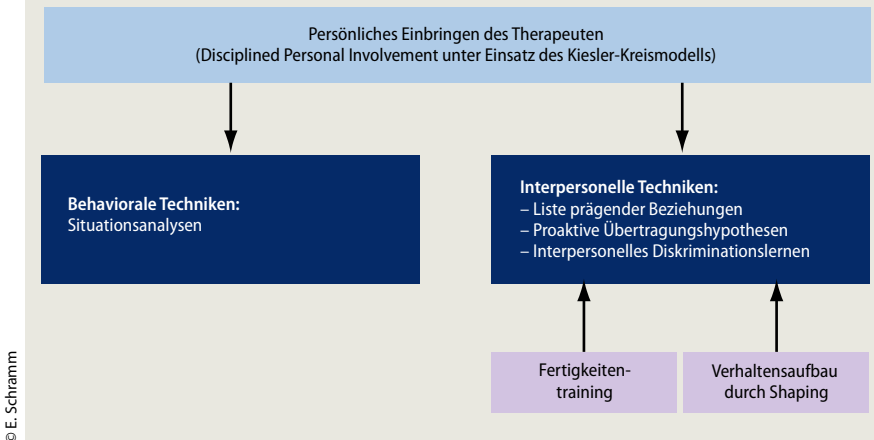 Persönliches Einbringen des Therapeuten
(Disciplined Personal Involvement unter Einsatz des Kiesler-Kreismodells)
Behaviorale Techniken:
Situationsanalysen
Interpersonelle Techniken:
– Liste prägender Beziehungen
– Proaktive Übertragungshypothesen
– Interpersonelles Diskriminationslernen
Fertigkeiten-
training
Verhaltensaufbau
durch Shaping
© E. Schramm